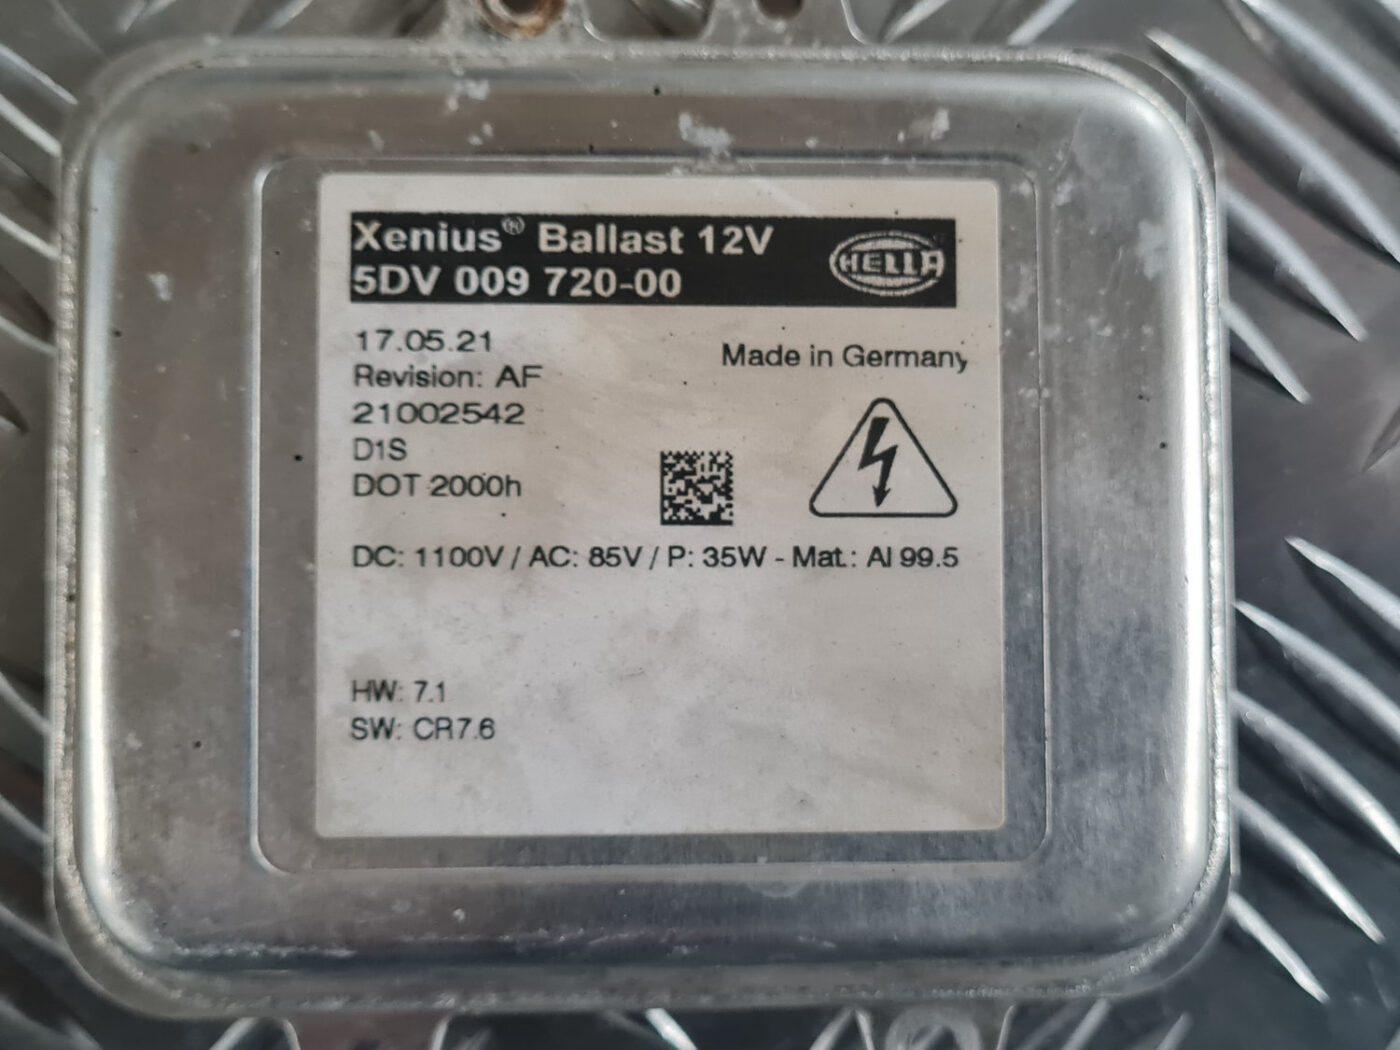 Xenius® Ballast 12V
5DV 009 720-00
HELLA
17.05.21
Made in Germany
Revision: AF
21002542
D1S
DOT 2000h
DC: 1100V / AC: 85V / P: 35W - Mat.: Al 99.5
HW: 7.1
SW: CR7.6